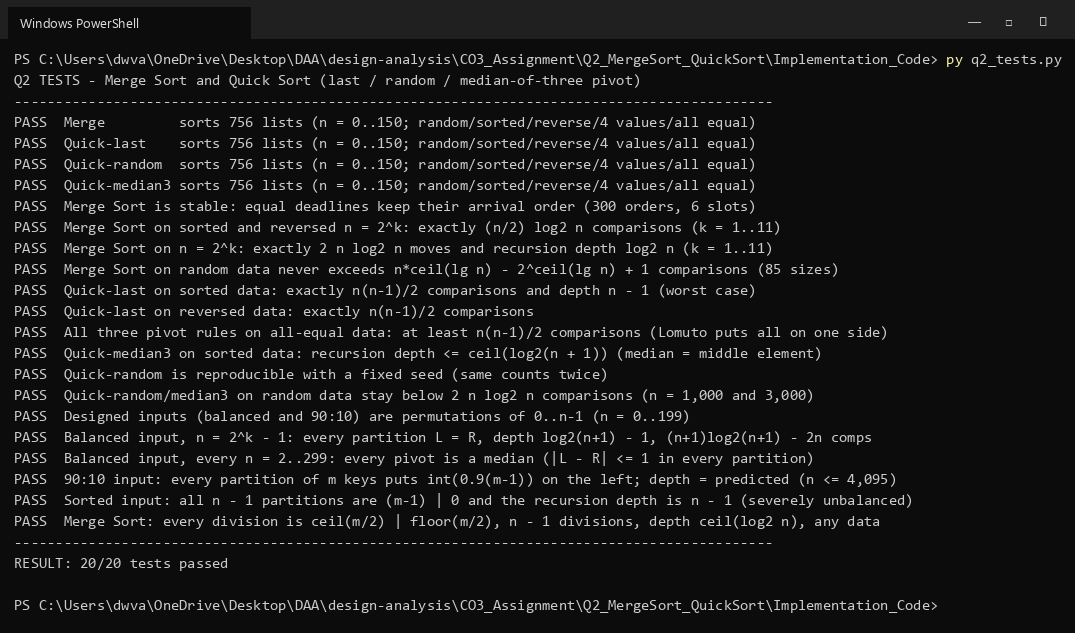 Windows PowerShell
PS C:\Users\dwva\OneDrive\Desktop\DAA\design-analysis\CO3_Assignment\Q2_MergeSort_QuickSort\Implementation_Code> py q2_tests.py
Q2 TESTS - Merge Sort and Quick Sort (last / random / median-of-three pivot)
--------------------------------------------------------------------------------------------
PASS  Merge         sorts 756 lists (n = 0..150; random/sorted/reverse/4 values/all equal)
PASS  Quick-last    sorts 756 lists (n = 0..150; random/sorted/reverse/4 values/all equal)
PASS  Quick-random  sorts 756 lists (n = 0..150; random/sorted/reverse/4 values/all equal)
PASS  Quick-median3 sorts 756 lists (n = 0..150; random/sorted/reverse/4 values/all equal)
PASS  Merge Sort is stable: equal deadlines keep their arrival order (300 orders, 6 slots)
PASS  Merge Sort on sorted and reversed n = 2^k: exactly (n/2) log2 n comparisons (k = 1..11)
PASS  Merge Sort on n = 2^k: exactly 2 n log2 n moves and recursion depth log2 n (k = 1..11)
PASS  Merge Sort on random data never exceeds n*ceil(lg n) - 2^ceil(lg n) + 1 comparisons (85 sizes)
PASS  Quick-last on sorted data: exactly n(n-1)/2 comparisons and depth n - 1 (worst case)
PASS  Quick-last on reversed data: exactly n(n-1)/2 comparisons
PASS  All three pivot rules on all-equal data: at least n(n-1)/2 comparisons (Lomuto puts all on one side)
PASS  Quick-median3 on sorted data: recursion depth <= ceil(log2(n + 1)) (median = middle element)
PASS  Quick-random is reproducible with a fixed seed (same counts twice)
PASS  Quick-random/median3 on random data stay below 2 n log2 n comparisons (n = 1,000 and 3,000)
PASS  Designed inputs (balanced and 90:10) are permutations of 0..n-1 (n = 0..199)
PASS  Balanced input, n = 2^k - 1: every partition L = R, depth log2(n+1) - 1, (n+1)log2(n+1) - 2n comps
PASS  Balanced input, every n = 2..299: every pivot is a median (|L - R| <= 1 in every partition)
PASS  90:10 input: every partition of m keys puts int(0.9(m-1)) on the left; depth = predicted (n <= 4,095)
PASS  Sorted input: all n - 1 partitions are (m-1) | 0 and the recursion depth is n - 1 (severely unbalanced)
PASS  Merge Sort: every division is ceil(m/2) | floor(m/2), n - 1 divisions, depth ceil(log2 n), any data
--------------------------------------------------------------------------------------------
RESULT: 20/20 tests passed
PS C:\Users\dwva\OneDrive\Desktop\DAA\design-analysis\CO3_Assignment\Q2_MergeSort_QuickSort\Implementation_Code>